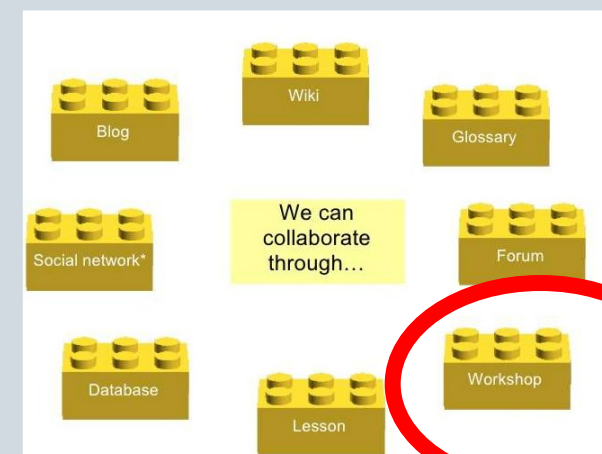 Wiki
Blog
Glossary
We can
collaborate
through…
Social network*
Forum
Database
Workshop
Lesson